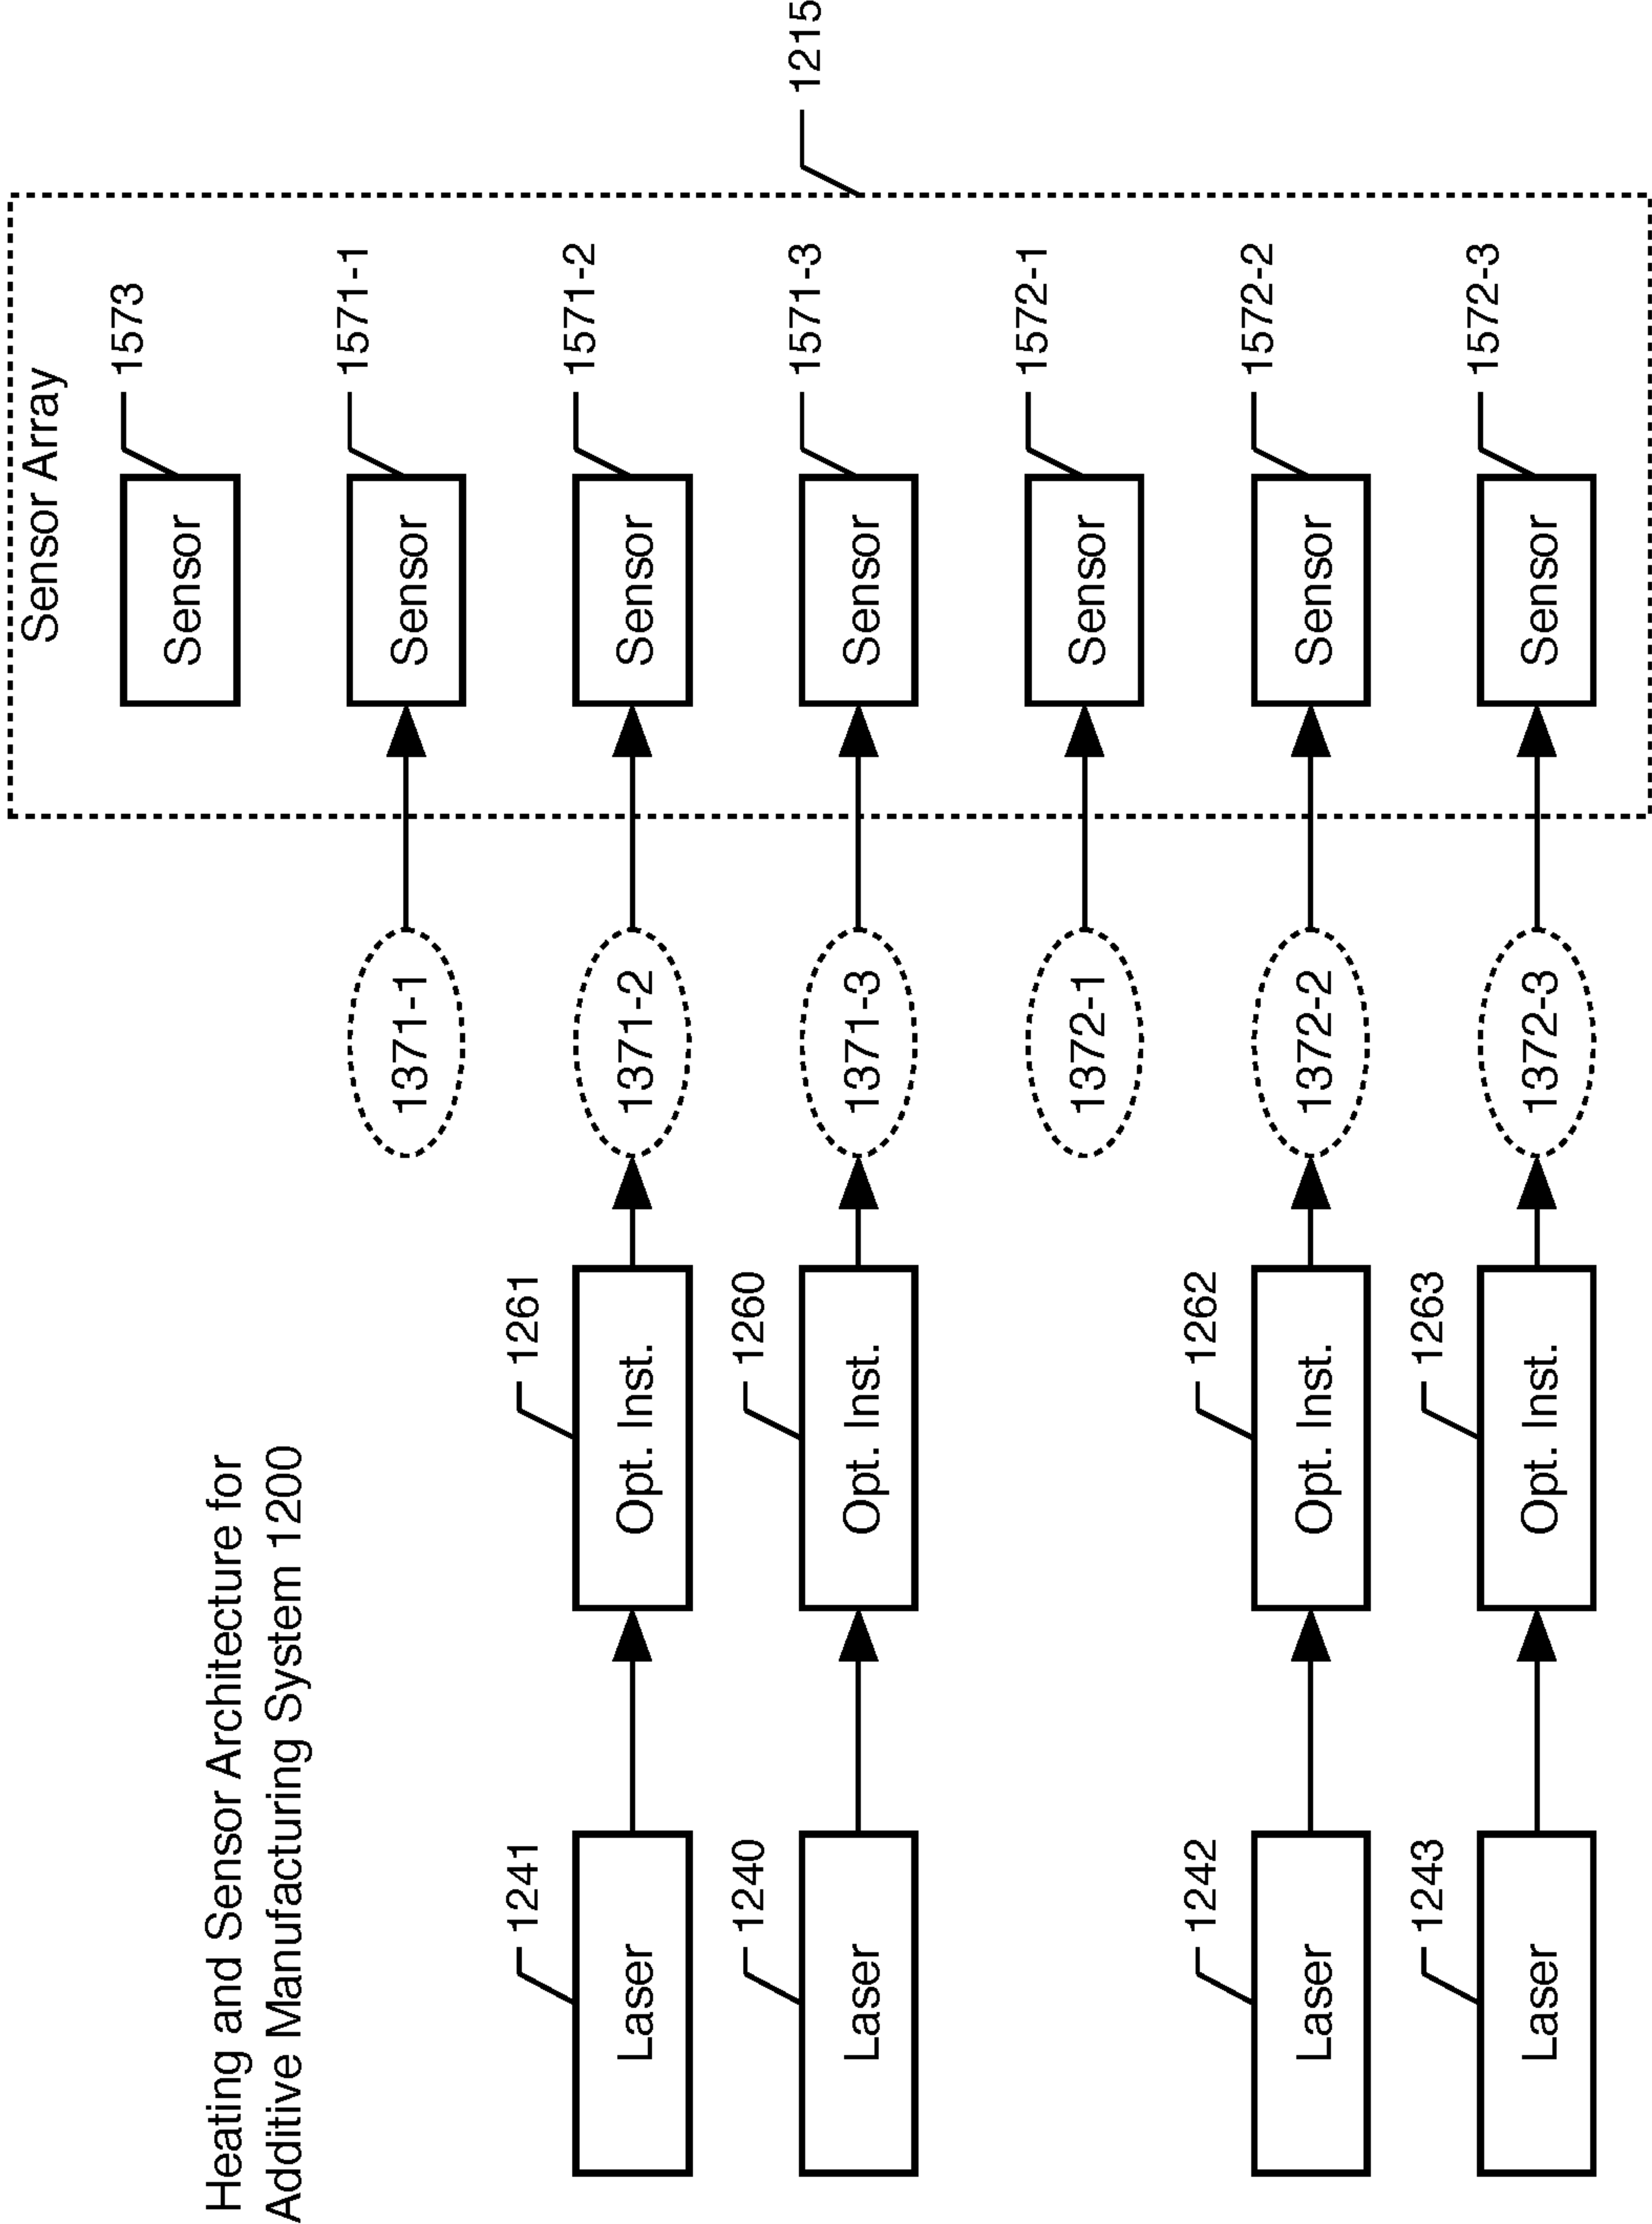 Heating and Sensor Architecture for
Additive Manufacturing System 1200
Sensor Array
1215
1573
Sensor
1571-1
1371-1
Sensor
1241
1261
1571-2
Laser
Opt. Inst.
1371-2
Sensor
1240
1260
1571-3
Laser
Opt. Inst.
1371-3
Sensor
1572-1
1372-1
Sensor
1242
1262
1572-2
Laser
Opt. Inst.
1372-2
Sensor
1243
1263
1572-3
Laser
Opt. Inst.
1372-3
Sensor